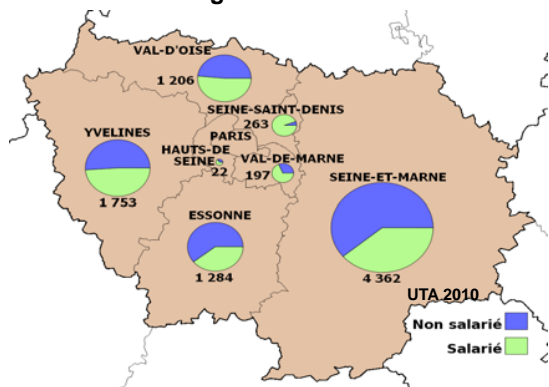 VAL-D'OISE
1 206
SEINE-SAINT-DENIS
263
PARIS
YVELINES
1 753
HAUTS-DE
SEINE
22
VAL-DE-MARNE
197
SEINE-ET-MARNE
4 362
ESSONNE
1 284
UTA 2010
Non salarié
Salarié